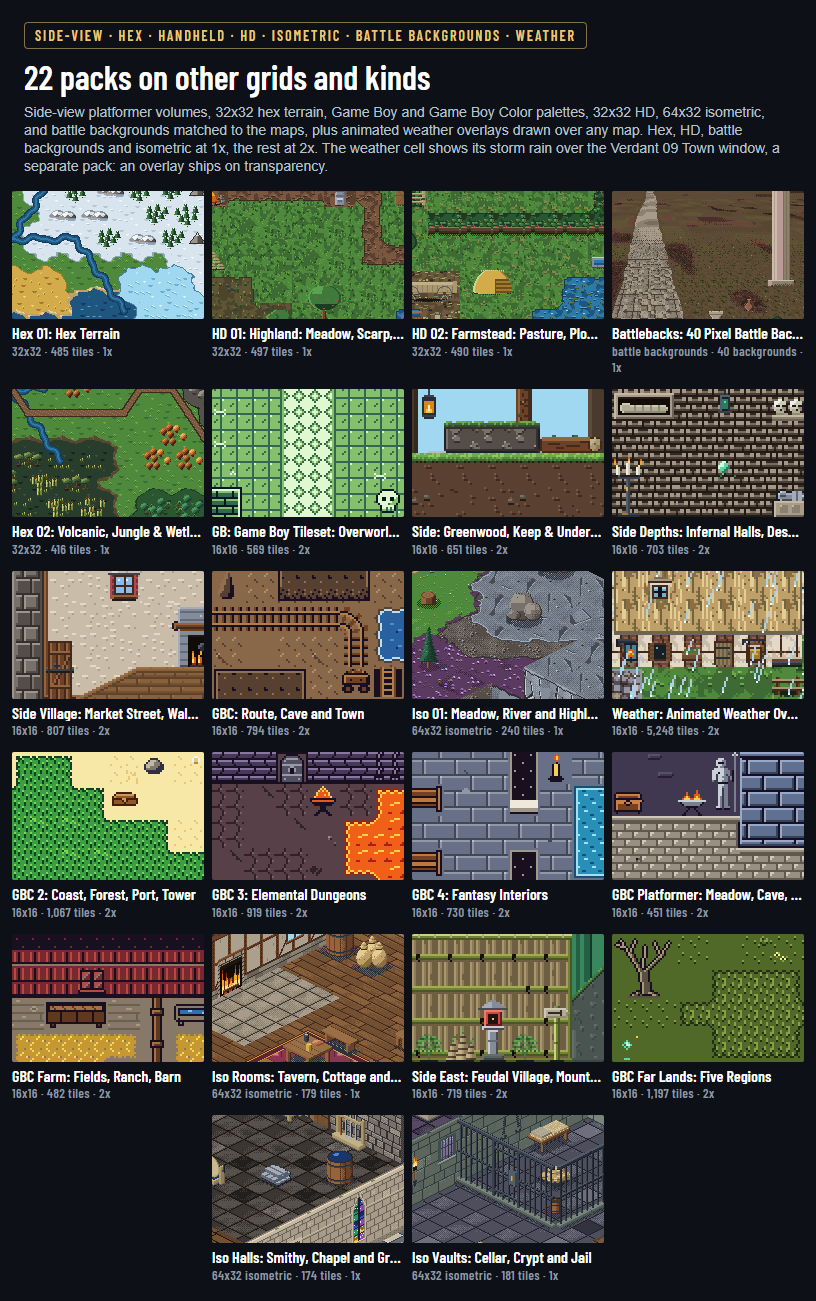 SIDE-VIEW · HEX · HANDHELD · HD · ISOMETRIC · BATTLE BACKGROUNDS · WEATHER
22 packs on other grids and kinds
Side-view platformer volumes, 32x32 hex terrain, Game Boy and Game Boy Color palettes, 32x32 HD, 64x32 isometric,
and battle backgrounds matched to the maps, plus animated weather overlays drawn over any map. Hex, HD, battle
backgrounds and isometric at 1x, the rest at 2x. The weather cell shows its storm rain over the Verdant 09 Town window, a
separate pack: an overlay ships on transparency.
Hex 01: Hex Terrain
32x32 · 485 tiles · 1x
HD 01: Highland: Meadow, Scarp,...
32x32 · 497 tiles · 1x
HD 02: Farmstead: Pasture, Plo...
32x32 · 490 tiles · 1x
Battlebacks: 40 Pixel Battle Bac...
battle backgrounds · 40 backgrounds ·
1x
Hex 02: Volcanic, Jungle & Wetl...
32x32 · 416 tiles · 1x
GB: Game Boy Tileset: Overworl...
16x16 · 569 tiles · 2x
Side: Greenwood, Keep & Under...
16x16 · 651 tiles · 2x
Side Depths: Infernal Halls, Des...
16x16 · 703 tiles · 2x
Side Village: Market Street, Wal...
16x16 · 807 tiles · 2x
GBC: Route, Cave and Town
16x16 · 794 tiles · 2x
Iso 01: Meadow, River and Highl...
64x32 isometric · 240 tiles · 1x
Weather: Animated Weather Ov...
16x16 · 5,248 tiles · 2x
GBC 2: Coast, Forest, Port, Tower
16x16 · 1,067 tiles · 2x
GBC 3: Elemental Dungeons
16x16 · 919 tiles · 2x
GBC 4: Fantasy Interiors
16x16 · 730 tiles · 2x
GBC Platformer: Meadow, Cave, ...
16x16 · 451 tiles · 2x
GBC Farm: Fields, Ranch, Barn
16x16 · 482 tiles · 2x
Iso Rooms: Tavern, Cottage and...
64x32 isometric · 179 tiles · 1x
Side East: Feudal Village, Mount...
16x16 · 719 tiles · 2x
GBC Far Lands: Five Regions
16x16 · 1,197 tiles · 2x
Iso Halls: Smithy, Chapel and Gr...
64x32 isometric · 174 tiles · 1x
Iso Vaults: Cellar, Crypt and Jail
64x32 isometric · 181 tiles · 1x